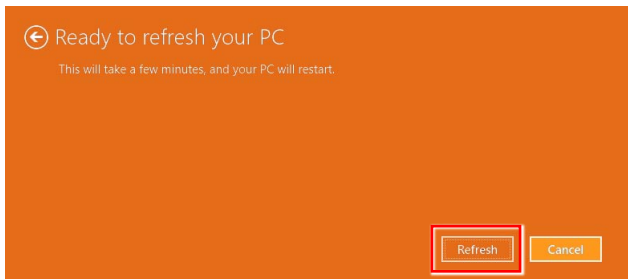 Ready to refresh your PC
This will take a few minutes, and your PC will restart.
Refresh
Cancel